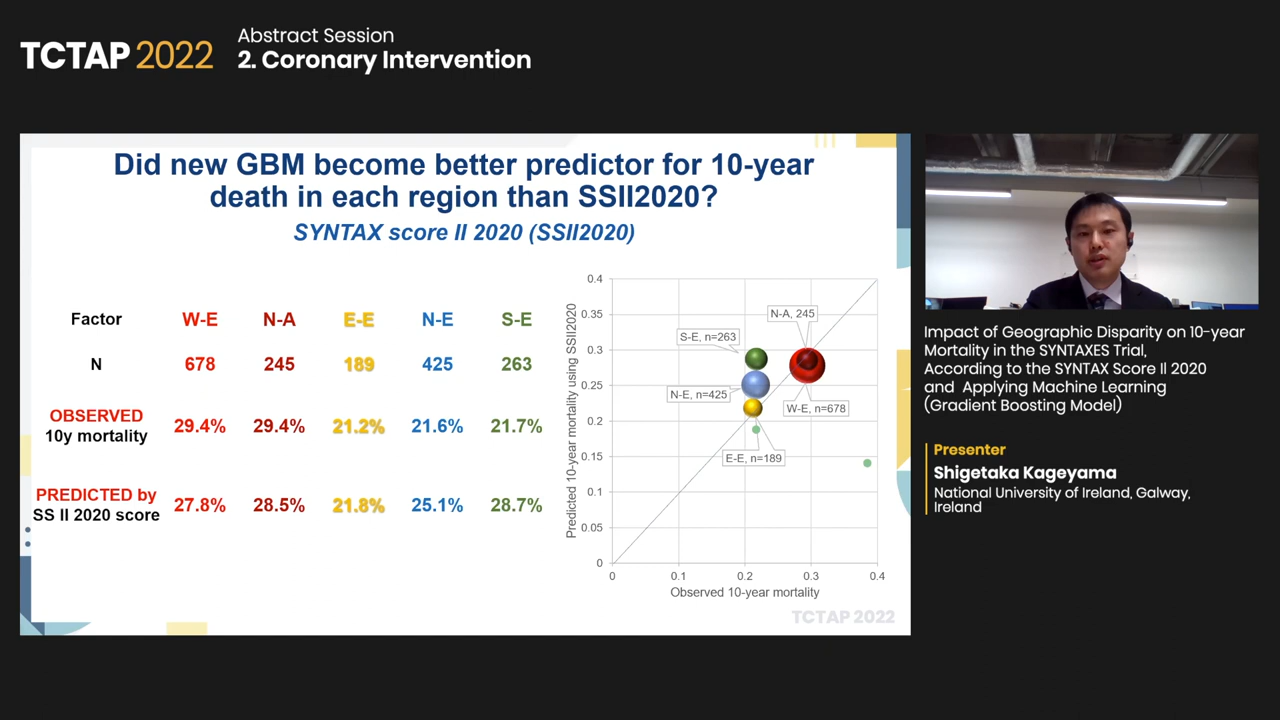 TCTAP 2022
Abstract Session
2. Coronary Intervention
Did new GBM become better predictor for 10-year
death in each region than SSII2020?
SYNTAX score II 2020 (SSII2020)
Factor W-E N-A E-E N-E S-E
N 678 245 189 425 263
OBSERVED
10y mortality 29.4% 29.4% 21.2% 21.6% 21.7%
PREDICTED by
SS II 2020 score 27.8% 28.5% 21.8% 25.1% 28.7%
Predicted 10-year mortality using SSII2020
0.4
0.35
0.3
0.25
0.2
0.15
0.1
0.05
0
N-A, 245
S-E, n=263
N-E, n=425
W-E, n=678
E-E, n=189
0 0.1 0.2 0.3 0.4
Observed 10-year mortality
TCTAP 2022
Impact of Geographic Disparity on 10-year
Mortality in the SYNTAXES Trial,
According to the SYNTAX Score II 2020
and Applying Machine Learning
(Gradient Boosting Model)
Presenter
Shigetaka Kageyama
National University of Ireland, Galway,
Ireland